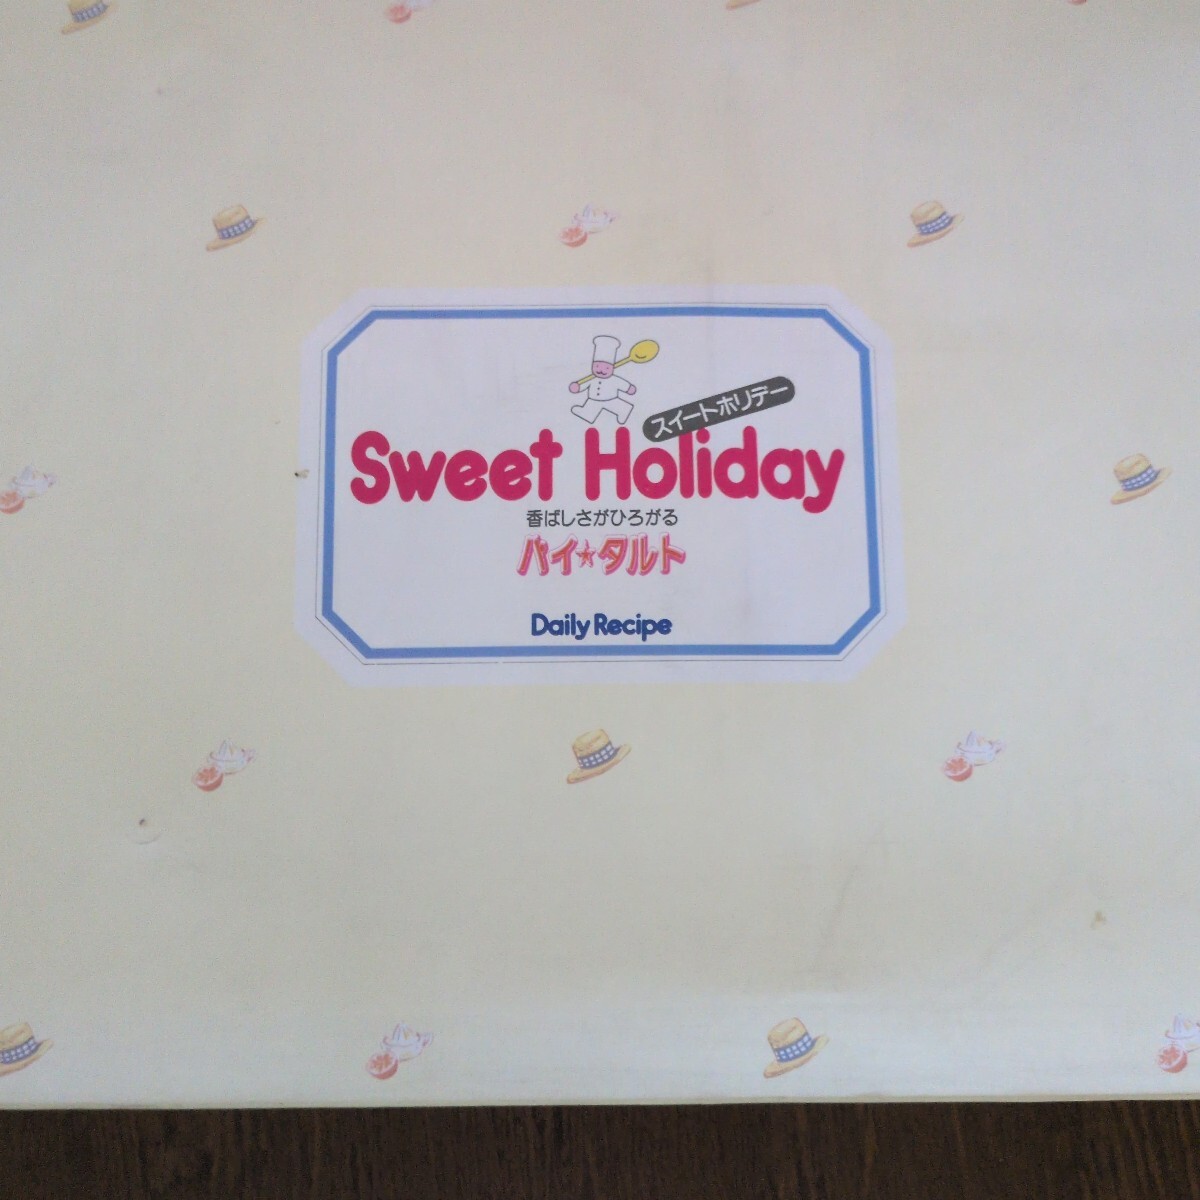 スイートホリデー
Sweet Holiday
香ばしさがひろがる
パイ☆タルト
Daily Recipe